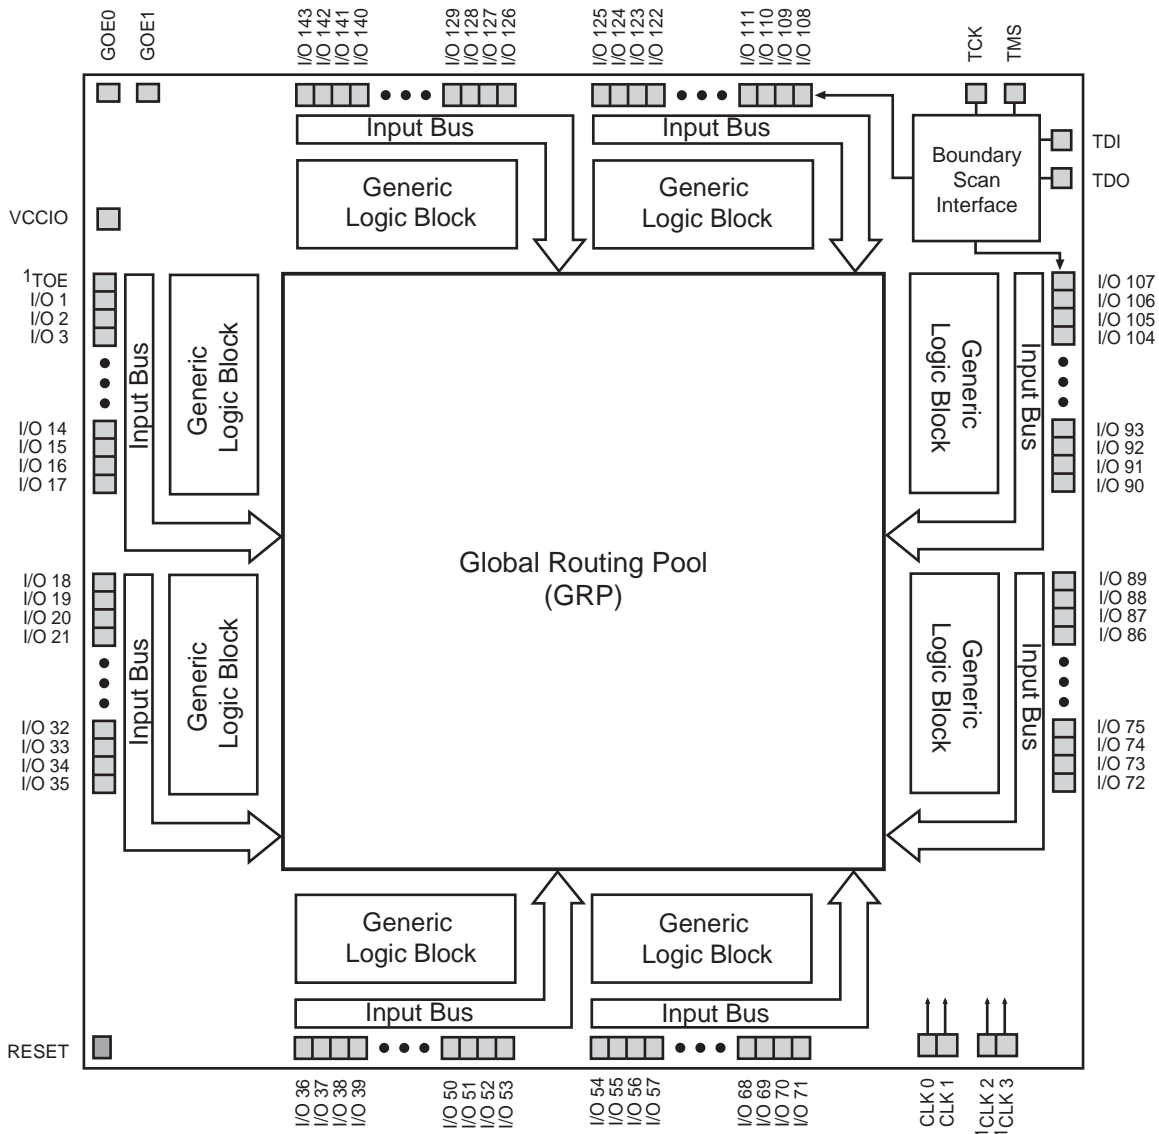 GOE0
GOE1
I/O 143
I/O 142
I/O 141
I/O 140
I/O 129
I/O 128
I/O 127
I/O 126
I/O 125
I/O 124
I/O 123
I/O 122
I/O 111
I/O 110
I/O 109
I/O 108
TCK
TMS
Input Bus
Input Bus
TDI
TDO
Boundary
Scan
Interface
Generic
Logic Block
Generic
Logic Block
VCCIO
1TOE
I/O 1
I/O 2
I/O 3
I/O 14
I/O 15
I/O 16
I/O 17
Input Bus
Generic
Logic Block
Generic
Logic Block
Input Bus
I/O 107
I/O 106
I/O 105
I/O 104
I/O 93
I/O 92
I/O 91
I/O 90
Global Routing Pool
(GRP)
I/O 18
I/O 19
I/O 20
I/O 21
I/O 32
I/O 33
I/O 34
I/O 35
Input Bus
Generic
Logic Block
Generic
Logic Block
Input Bus
I/O 89
I/O 88
I/O 87
I/O 86
I/O 75
I/O 74
I/O 73
I/O 72
Generic
Logic Block
Generic
Logic Block
Input Bus
Input Bus
RESET
I/O 36
I/O 37
I/O 38
I/O 39
I/O 50
I/O 51
I/O 52
I/O 53
I/O 54
I/O 55
I/O 56
I/O 57
I/O 68
I/O 69
I/O 70
I/O 71
CLK 0
CLK 1
1CLK 2
1CLK 3